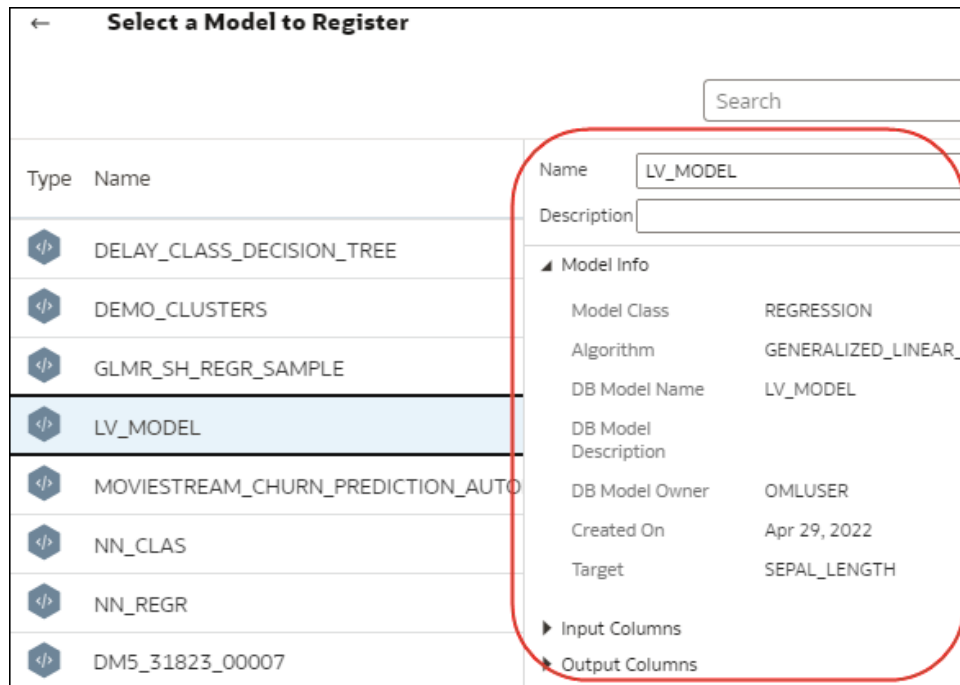 ← Select a Model to Register
Search
Type Name
DELAY_CLASS_DECISION_TREE
DEMO_CLUSTERS
GLMR_SH_REGR_SAMPLE
LV_MODEL
MOVIESTREAM_CHURN_PREDICTION_AUTO
NN_CLAS
NN_REGR
DM5_31823_00007
Name LV_MODEL
Description
Model Info
Model Class REGRESSION
Algorithm GENERALIZED_LINEAR_
DB Model Name LV_MODEL
DB Model
Description
DB Model Owner OMLUSER
Created On Apr 29, 2022
Target SEPAL_LENGTH
Input Columns
Output Columns